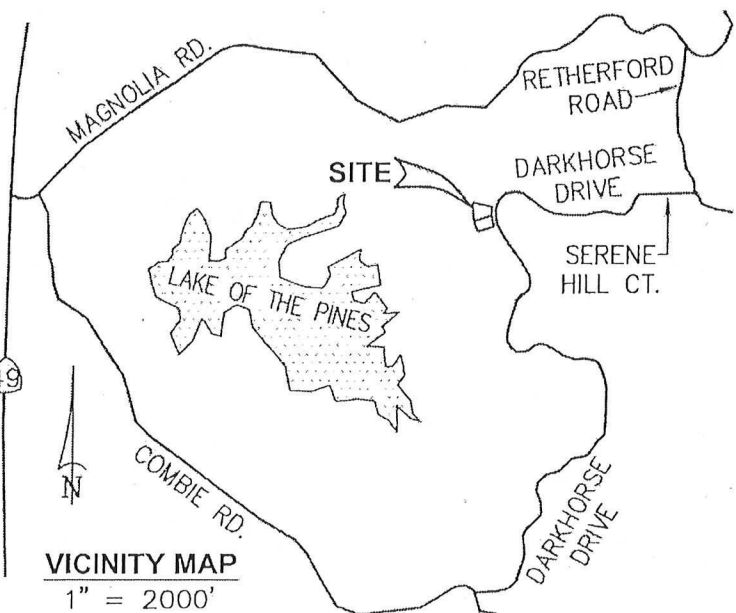 MAGNOLIA RD.
RETHERFORD
ROAD
SITE
DARKHORSE
DRIVE
SERENE
HILL CT.
LAKE OF THE PINES
49
N
COMBIE RD.
DARKHORSE
DRIVE
VICINITY MAP
1" = 2000'